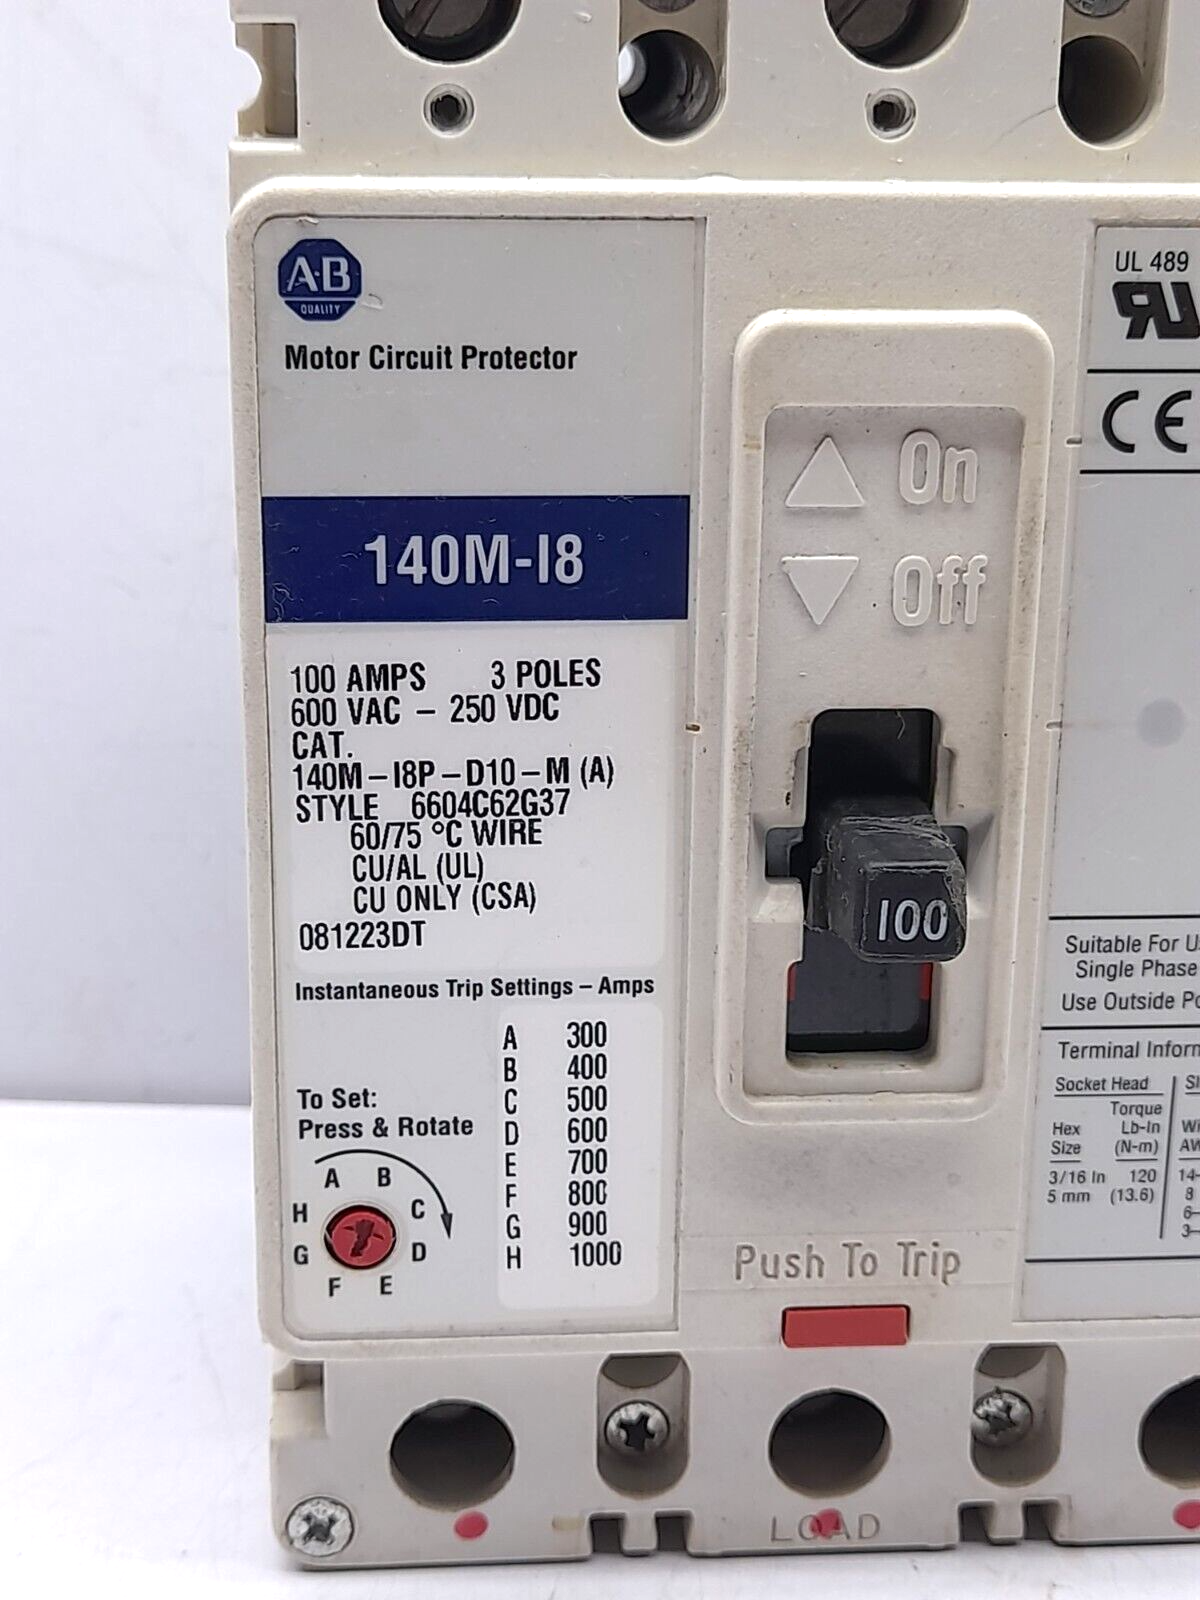 A-B
QUALITY
Motor Circuit Protector
140M-I8
100 AMPS 3 POLES
600 VAC – 250 VDC
CAT.
140M–I8P–D10–M (A)
STYLE 6604C62G37
60/75 °C WIRE
CU/AL (UL)
CU ONLY (CSA)
081223DT
Instantaneous Trip Settings – Amps
A 300
B 400
C 500
D 600
E 700
F 800
G 900
H 1000
To Set:
Press & Rotate
A B
H C
G D
F E
On
Off
100
Push To Trip
LOAD
UL 489
CE
Suitable For
Single Phase
Use Outside
Terminal
Socket Head
Torque
Hex Lb-In
Size (N-m)
3/16 In 120
5 mm (13.6)
14-
8
6-
3-